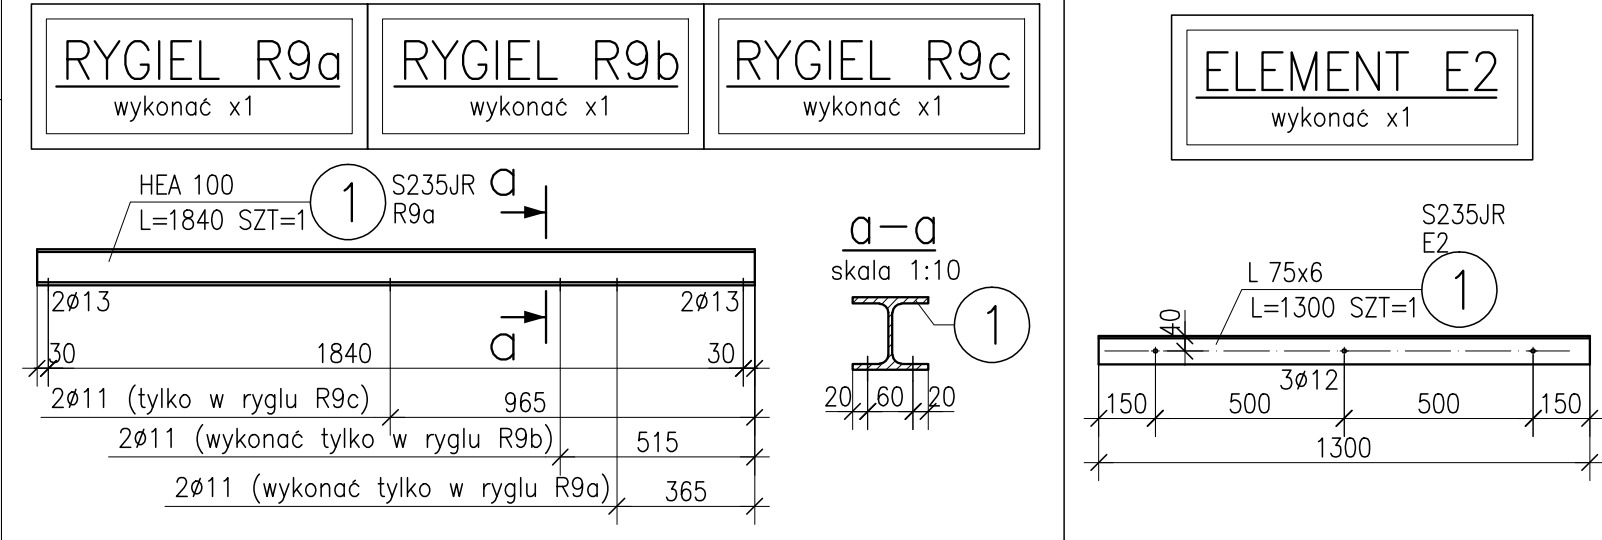 RYGIEL R9a
wykonać x1
RYGIEL R9b
wykonać x1
RYGIEL R9c
wykonać x1
HEA 100
L=1840 SZT=1
1
S235JR
R9a
a
a
2ø13
2ø13
30
1840
30
2ø11 (tylko w ryglu R9c)
965
2ø11 (wykonać tylko w ryglu R9b)
515
2ø11 (wykonać tylko w ryglu R9a)
365
a-a
skala 1:10
1
20
60
20
ELEMENT E2
wykonać x1
S235JR
E2
L 75x6
L=1300 SZT=1
1
40
3ø12
150
500
500
150
1300